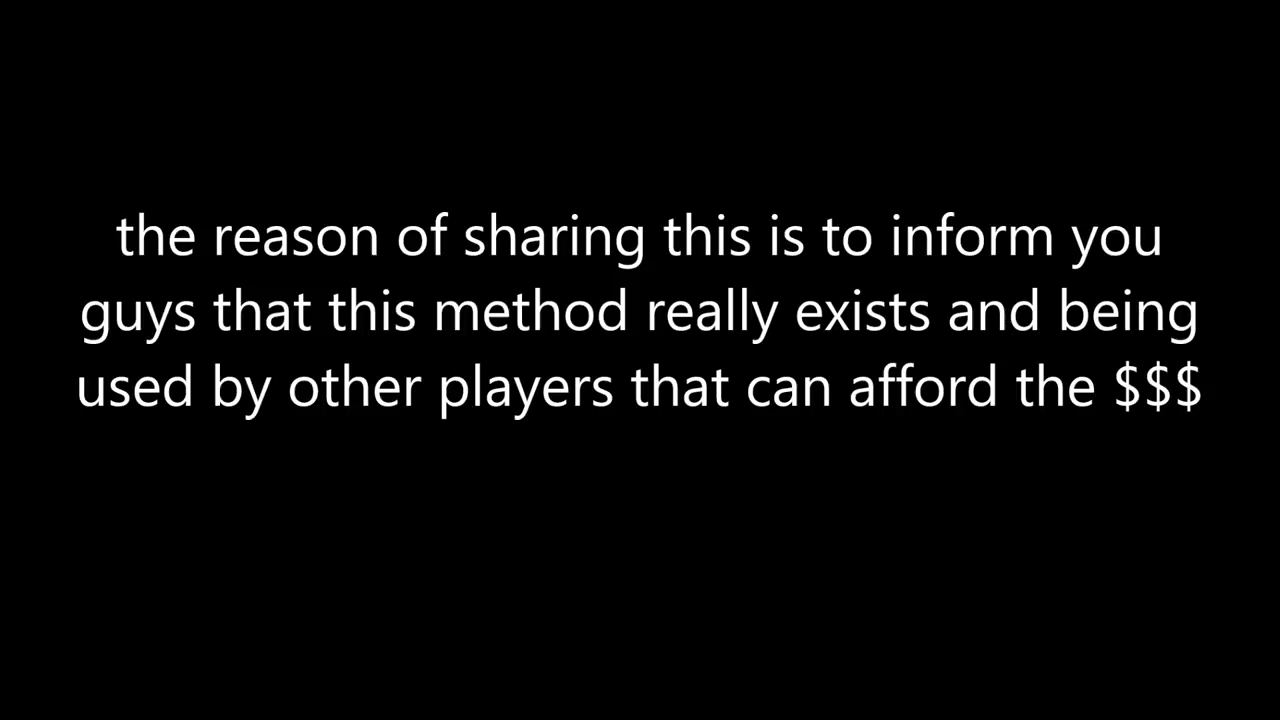 the reason of sharing this is to inform you
guys that this method really exists and being
used by other players that can afford the $$$